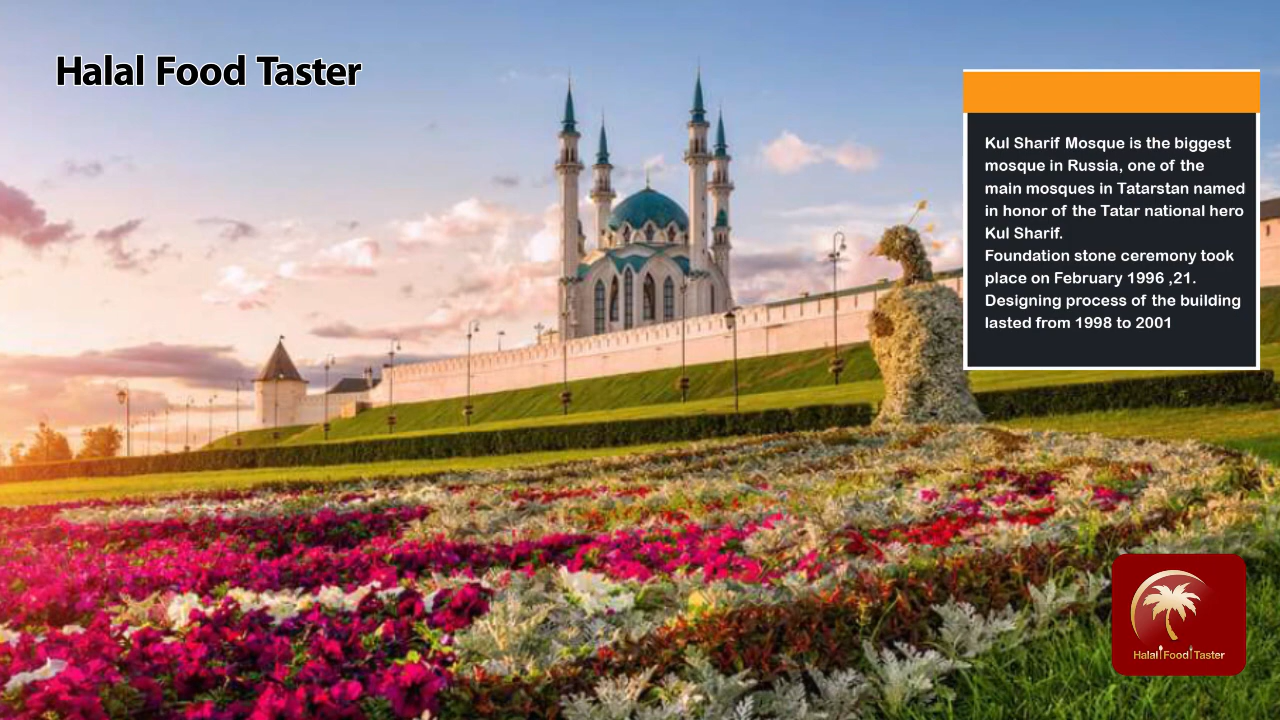 Halal Food Taster
Kul Sharif Mosque is the biggest
mosque in Russia, one of the
main mosques in Tatarstan named
in honor of the Tatar national hero
Kul Sharif.
Foundation stone ceremony took
place on February 1996 ,21.
Designing process of the building
lasted from 1998 to 2001
Halal Food Taster